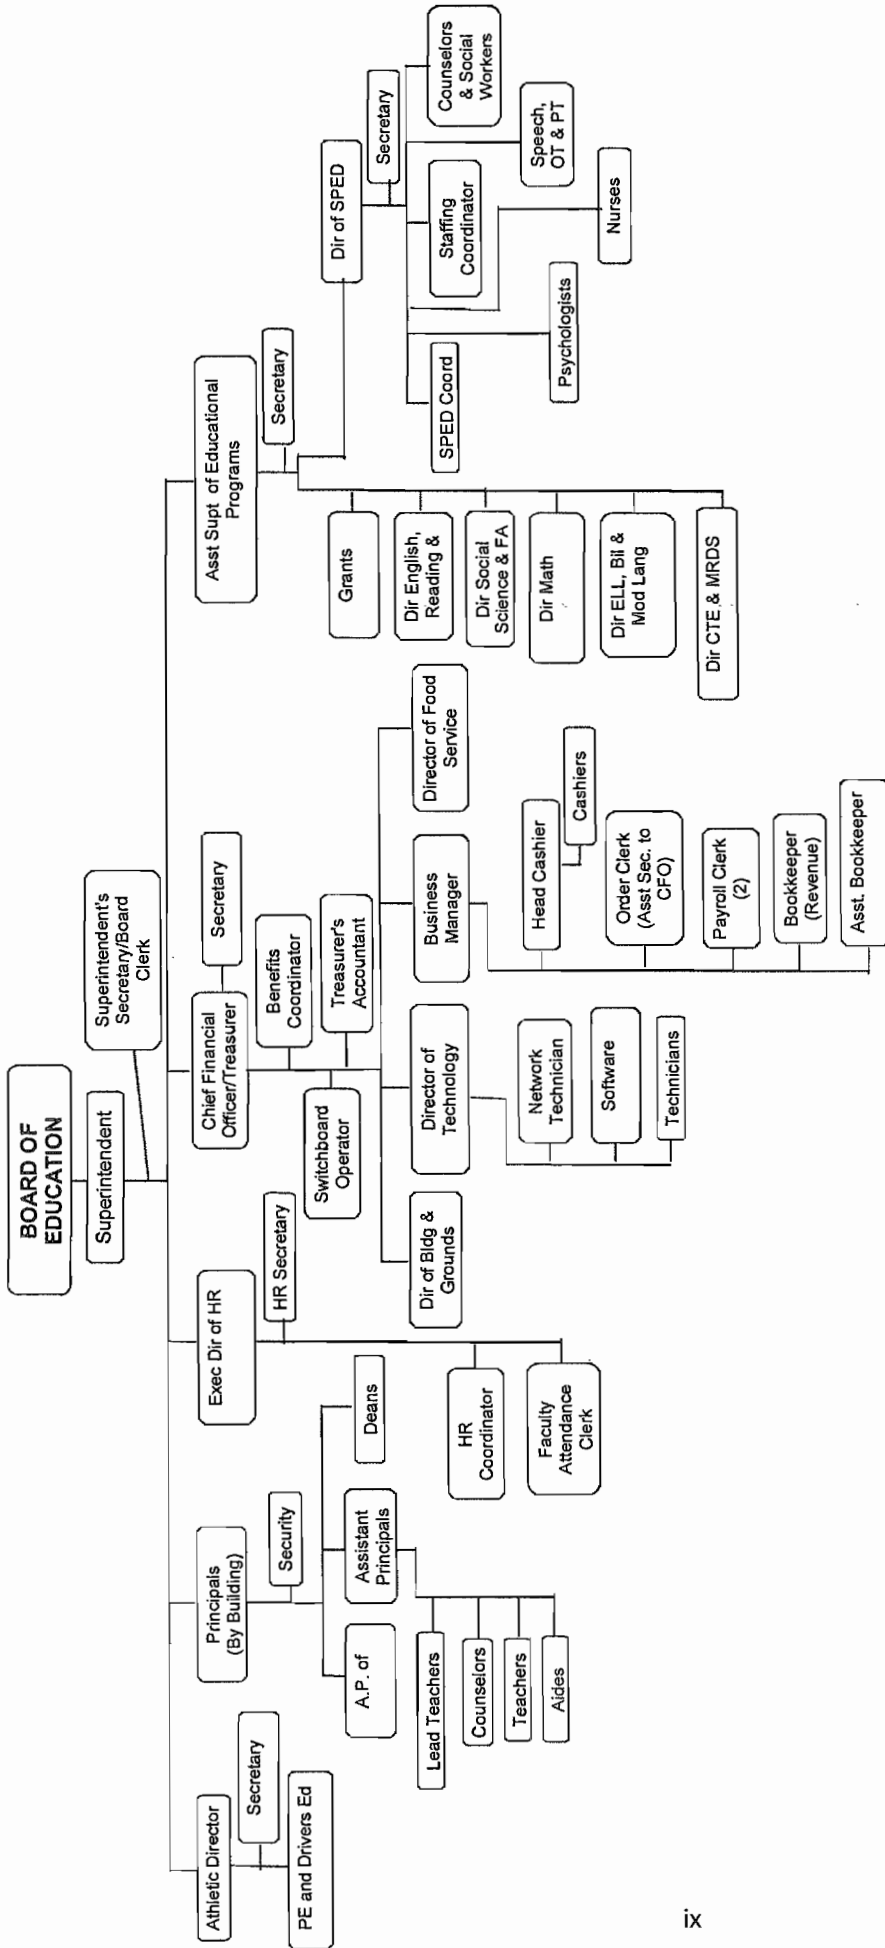 BOARD OF
EDUCATION
Superintendent
Superintendent's
Secretary/Board
Clerk
Athletic Director
Secretary
PE and Drivers Ed
Principals
(By Building)
Security
A.P. of
Assistant
Principals
Deans
Lead Teachers
Counselors
Teachers
Aides
Exec Dir of HR
HR Secretary
HR
Coordinator
Faculty
Attendance
Clerk
Chief Financial
Officer/Treasurer
Secretary
Benefits
Coordinator
Switchboard
Operator
Treasurer's
Accountant
Dir of Bldg &
Grounds
Director of
Technology
Network
Technician
Software
Technicians
Business
Manager
Head Cashier
Cashiers
Order Clerk
(Asst Sec. to
CFO)
Payroll Clerk
(2)
Bookkeeper
(Revenue)
Asst. Bookkeeper
Director of Food
Service
Asst Supt of Educational
Programs
Secretary
Grants
Dir English,
Reading &
Dir Social
Science & FA
Dir Math
Dir ELL, Bil &
Mod Lang
Dir CTE & MRDS
Dir of SPED
Secretary
SPED Coord
Psychologists
Staffing
Coordinator
Nurses
Speech,
OT & PT
Counselors
& Social
Workers
ix